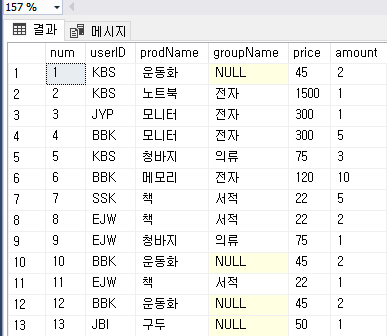 157 %
결과 메시지
num userID prodName groupName price amount
1 1 KBS 운동화 NULL 45 2
2 2 KBS 노트북 전자 1500 1
3 3 JYP 모니터 전자 300 1
4 4 BBK 모니터 전자 300 5
5 5 KBS 청바지 의류 75 3
6 6 BBK 메모리 전자 120 10
7 7 SSK 책 서적 22 5
8 8 EJW 책 서적 22 2
9 9 EJW 청바지 의류 75 1
10 10 BBK 운동화 NULL 45 2
11 11 EJW 책 서적 22 1
12 12 BBK 운동화 NULL 45 2
13 13 JBI 구두 NULL 50 1